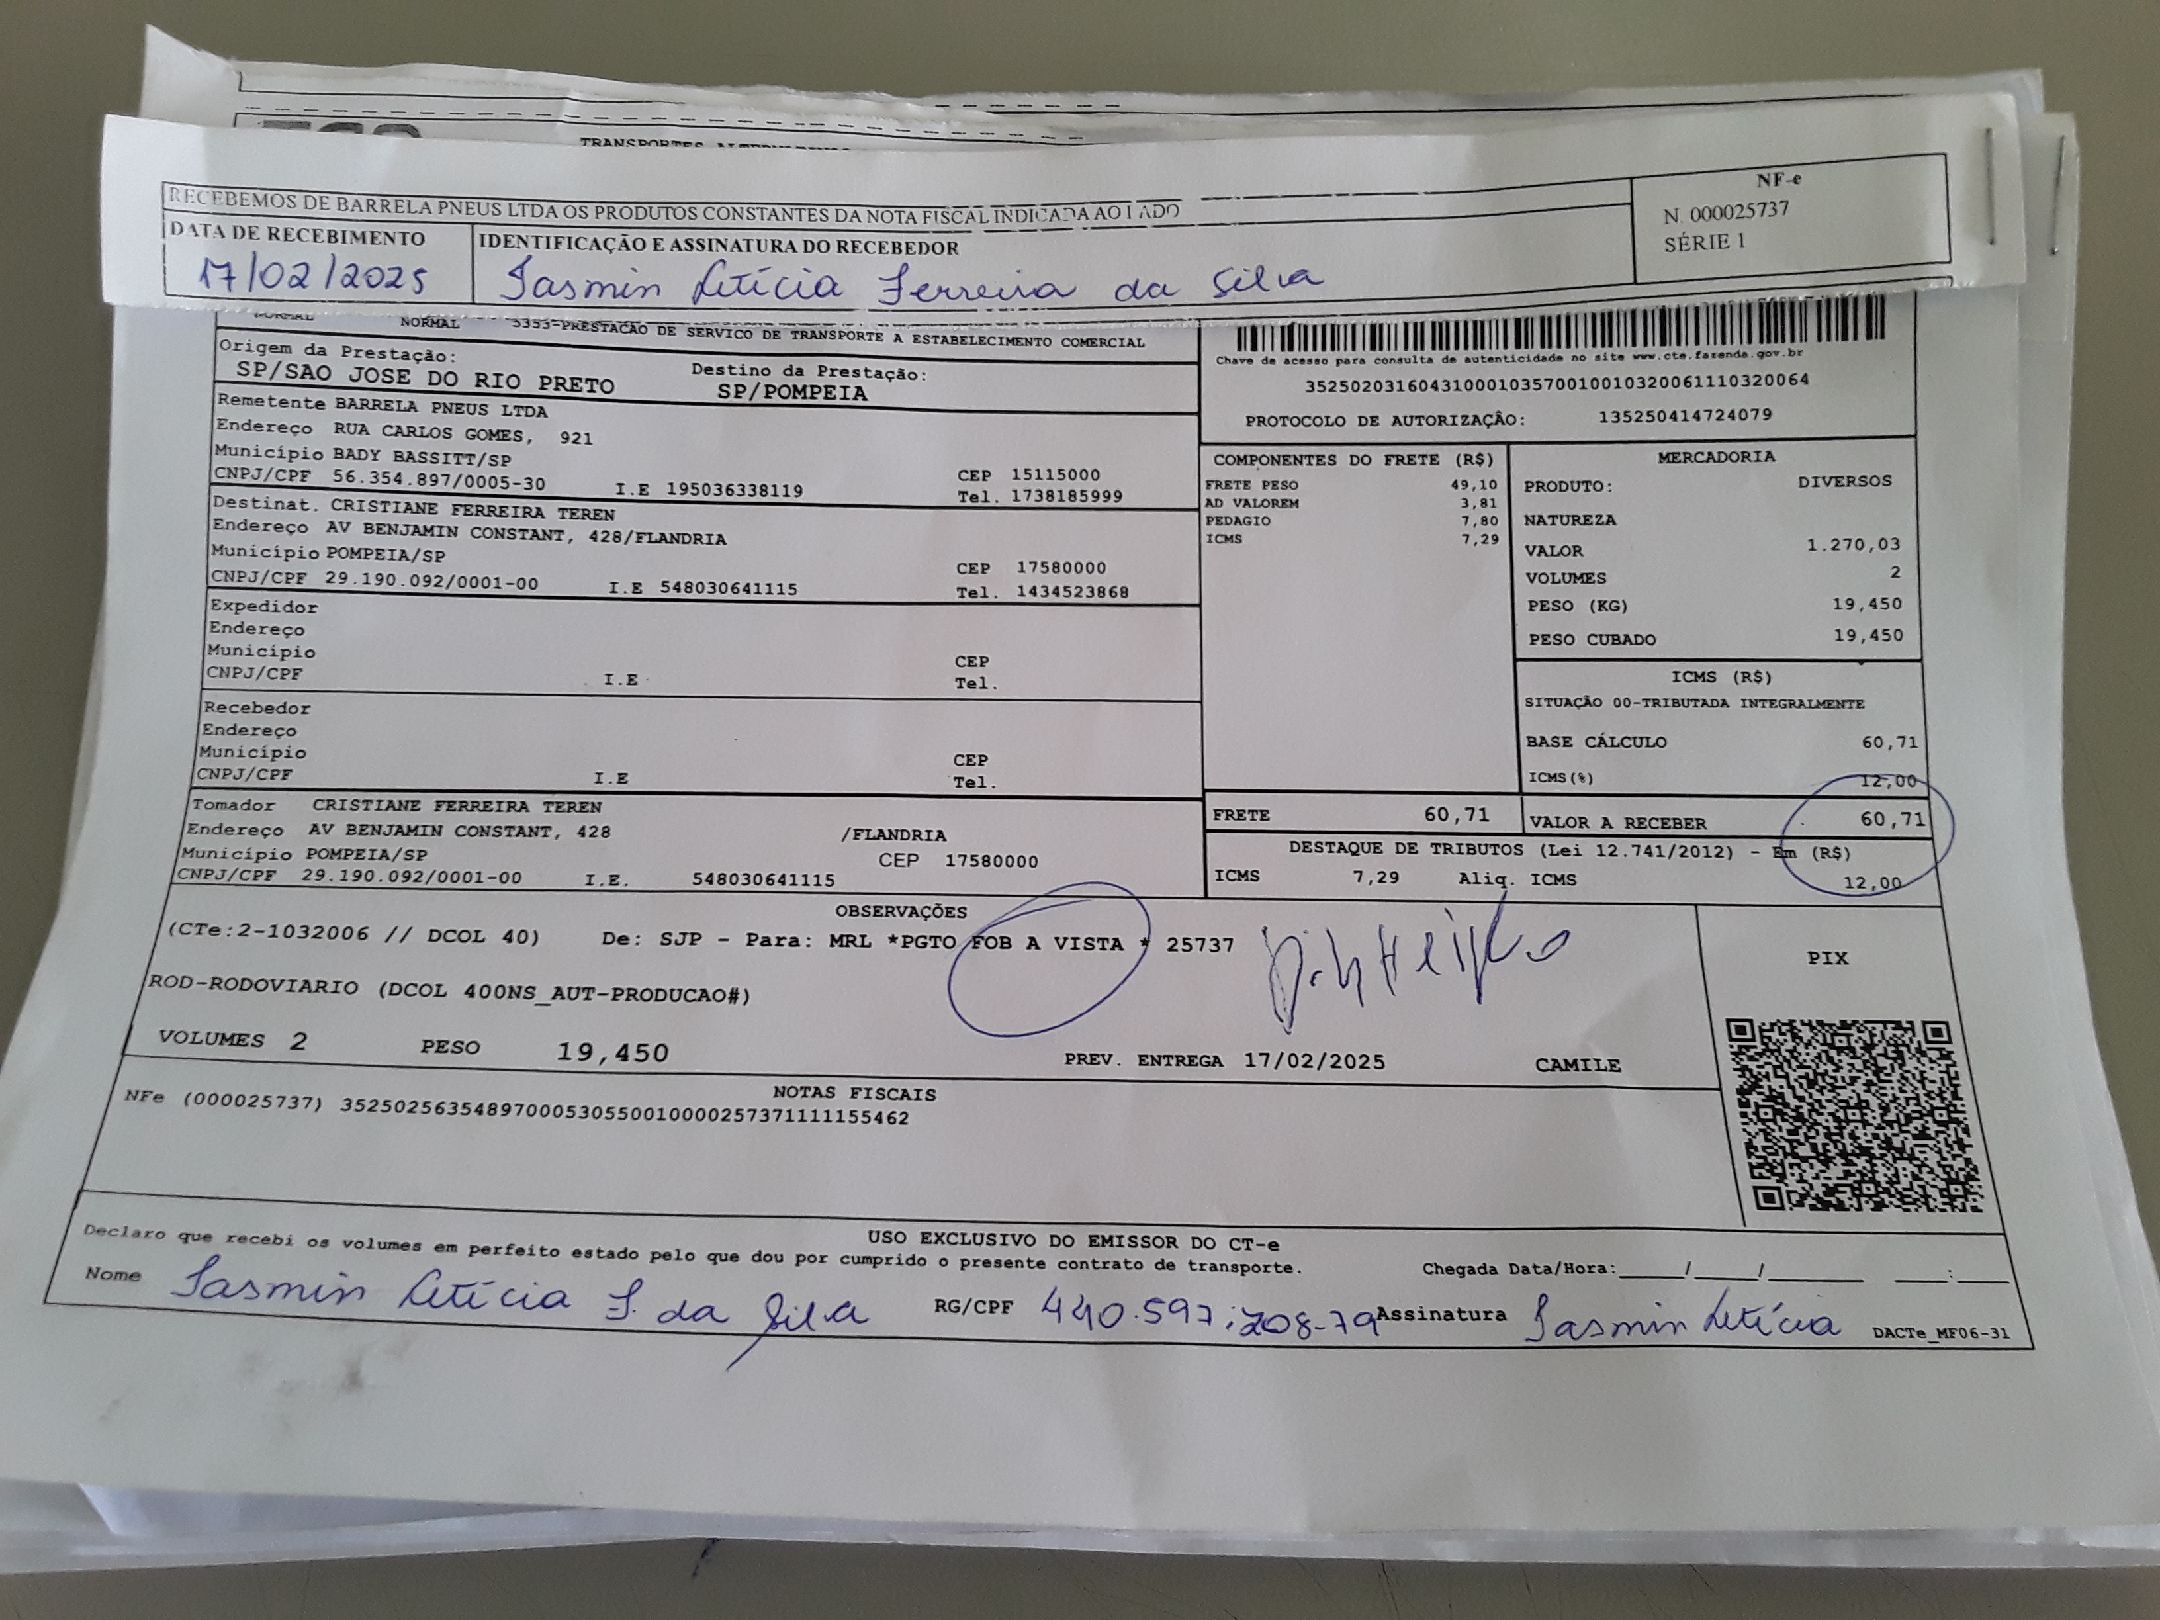 RECEBEMOS DE BARRELA PNEUS LTDA OS PRODUTOS CONSTANTES DA NOTA FISCAL INDICADA AO LADO
NF-e
N. 000025737
SÉRIE 1
DATA DE RECEBIMENTO
IDENTIFICAÇÃO E ASSINATURA DO RECEBEDOR
17/02/2025
Iasmin Letícia Ferreira da Silva
NORMAL NORMAL 5353-PRESTACAO DE SERVICO DE TRANSPORTE A ESTABELECIMENTO COMERCIAL
Chave de acesso para consulta de autenticidade no site www.cte.fazenda.gov.br
35250203160431000103570010010320061110320064
PROTOCOLO DE AUTORIZAÇÃO: 135250414724079
Origem da Prestação:
SP/SAO JOSE DO RIO PRETO
Destino da Prestação:
SP/POMPEIA
Remetente BARRELA PNEUS LTDA
Endereço RUA CARLOS GOMES, 921
Município BADY BASSITT/SP
CEP 15115000
CNPJ/CPF 56.354.897/0005-30 I.E 195036338119 Tel. 1738185999
Destinat. CRISTIANE FERREIRA TEREN
Endereço AV BENJAMIN CONSTANT, 428/FLANDRIA
Município POMPEIA/SP
CEP 17580000
CNPJ/CPF 29.190.092/0001-00 I.E 548030641115 Tel. 1434523868
Expedidor
Endereço
Município
CEP
CNPJ/CPF I.E Tel.
Recebedor
Endereço
Município
CEP
CNPJ/CPF I.E Tel.
Tomador CRISTIANE FERREIRA TEREN
Endereço AV BENJAMIN CONSTANT, 428 /FLANDRIA
Município POMPEIA/SP CEP 17580000
CNPJ/CPF 29.190.092/0001-00 I.E. 548030641115
COMPONENTES DO FRETE (R$)
FRETE PESO 49,10
AD VALOREM 3,81
PEDAGIO 7,80
ICMS 7,29
MERCADORIA
PRODUTO: DIVERSOS
NATUREZA
VALOR 1.270,03
VOLUMES 2
PESO (KG) 19,450
PESO CUBADO 19,450
ICMS (R$)
SITUAÇÃO 00-TRIBUTADA INTEGRALMENTE
BASE CÁLCULO 60,71
ICMS(%) 12,00
FRETE 60,71 VALOR A RECEBER 60,71
DESTAQUE DE TRIBUTOS (Lei 12.741/2012) - Em (R$)
ICMS 7,29 Aliq. ICMS 12,00
OBSERVAÇÕES
(CTe:2-1032006 // DCOL 40) De: SJP - Para: MRL *PGTO FOB A VISTA * 25737
ROD-RODOVIARIO (DCOL 400NS_AUT-PRODUCAO#)
VOLUMES 2 PESO 19,450 PREV. ENTREGA 17/02/2025 CAMILE
PIX
NOTAS FISCAIS
NFe (000025737) 35250256354897000530550010000257371111155462
USO EXCLUSIVO DO EMISSOR DO CT-e
Declaro que recebi os volumes em perfeito estado pelo que dou por cumprido o presente contrato de transporte.
Chegada Data/Hora:____/____/______ ____:____
Nome Iasmin Letícia F. da Silva RG/CPF 440.597.208-79 Assinatura Iasmin Letícia
DACTe_MF06-31